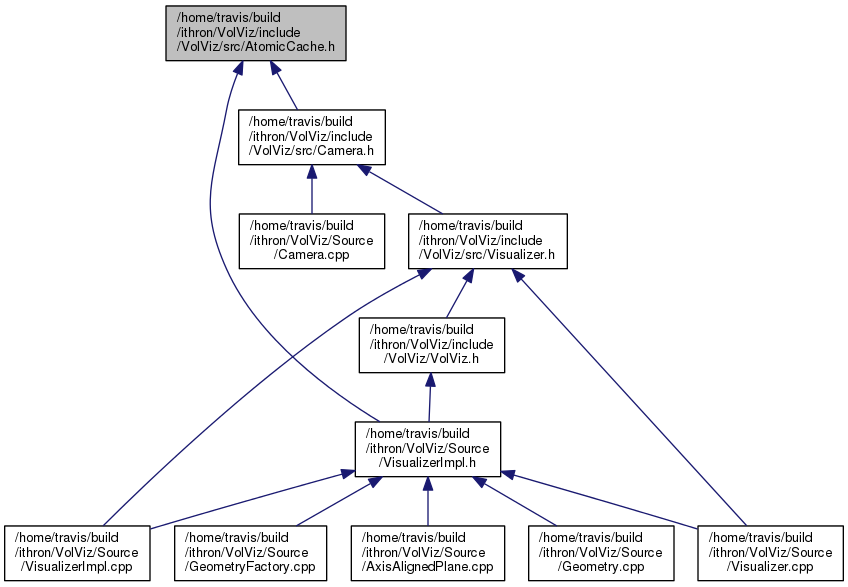 /home/travis/build
/ithron/VolViz/include
/VolViz/src/AtomicCache.h
/home/travis/build
/ithron/VolViz/include
/VolViz/src/Camera.h
/home/travis/build
/ithron/VolViz/Source
/Camera.cpp
/home/travis/build
/ithron/VolViz/include
/VolViz/src/Visualizer.h
/home/travis/build
/ithron/VolViz/include
/VolViz/VolViz.h
/home/travis/build
/ithron/VolViz/Source
/VisualizerImpl.h
/home/travis/build
/ithron/VolViz/Source
/VisualizerImpl.cpp
/home/travis/build
/ithron/VolViz/Source
/GeometryFactory.cpp
/home/travis/build
/ithron/VolViz/Source
/AxisAlignedPlane.cpp
/home/travis/build
/ithron/VolViz/Source
/Geometry.cpp
/home/travis/build
/ithron/VolViz/Source
/Visualizer.cpp